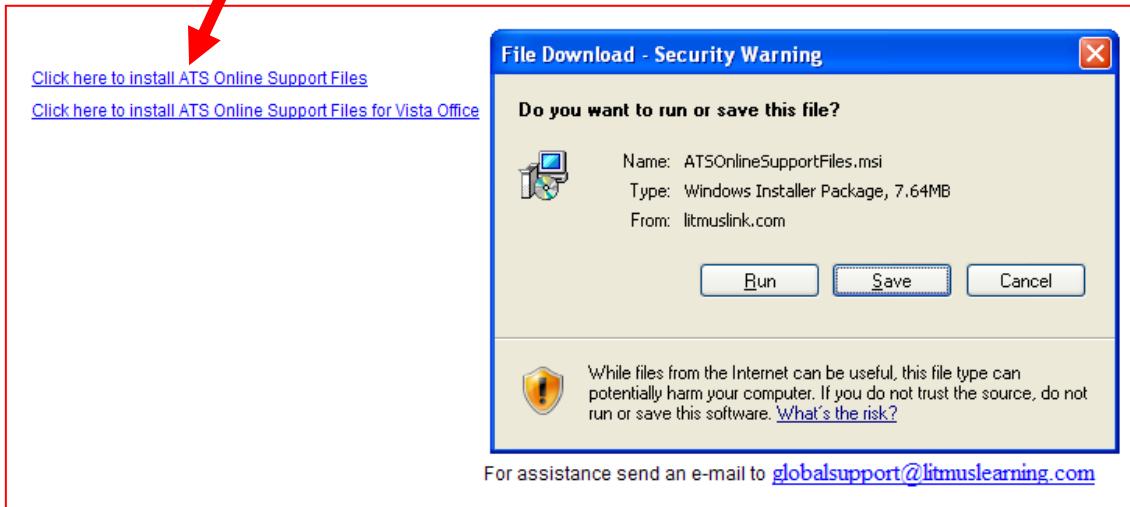 Click here to install ATS Online Support Files
Click here to install ATS Online Support Files for Vista Office
File Download - Security Warning
Do you want to run or save this file?
Name: ATSOnlineSupportFiles.msi
Type: Windows Installer Package, 7.64MB
From: litmuslink.com
Run Save Cancel
While files from the Internet can be useful, this file type can
potentially harm your computer. If you do not trust the source, do not
run or save this software. What's the risk?
For assistance send an e-mail to globalsupport@litmuslearning.com